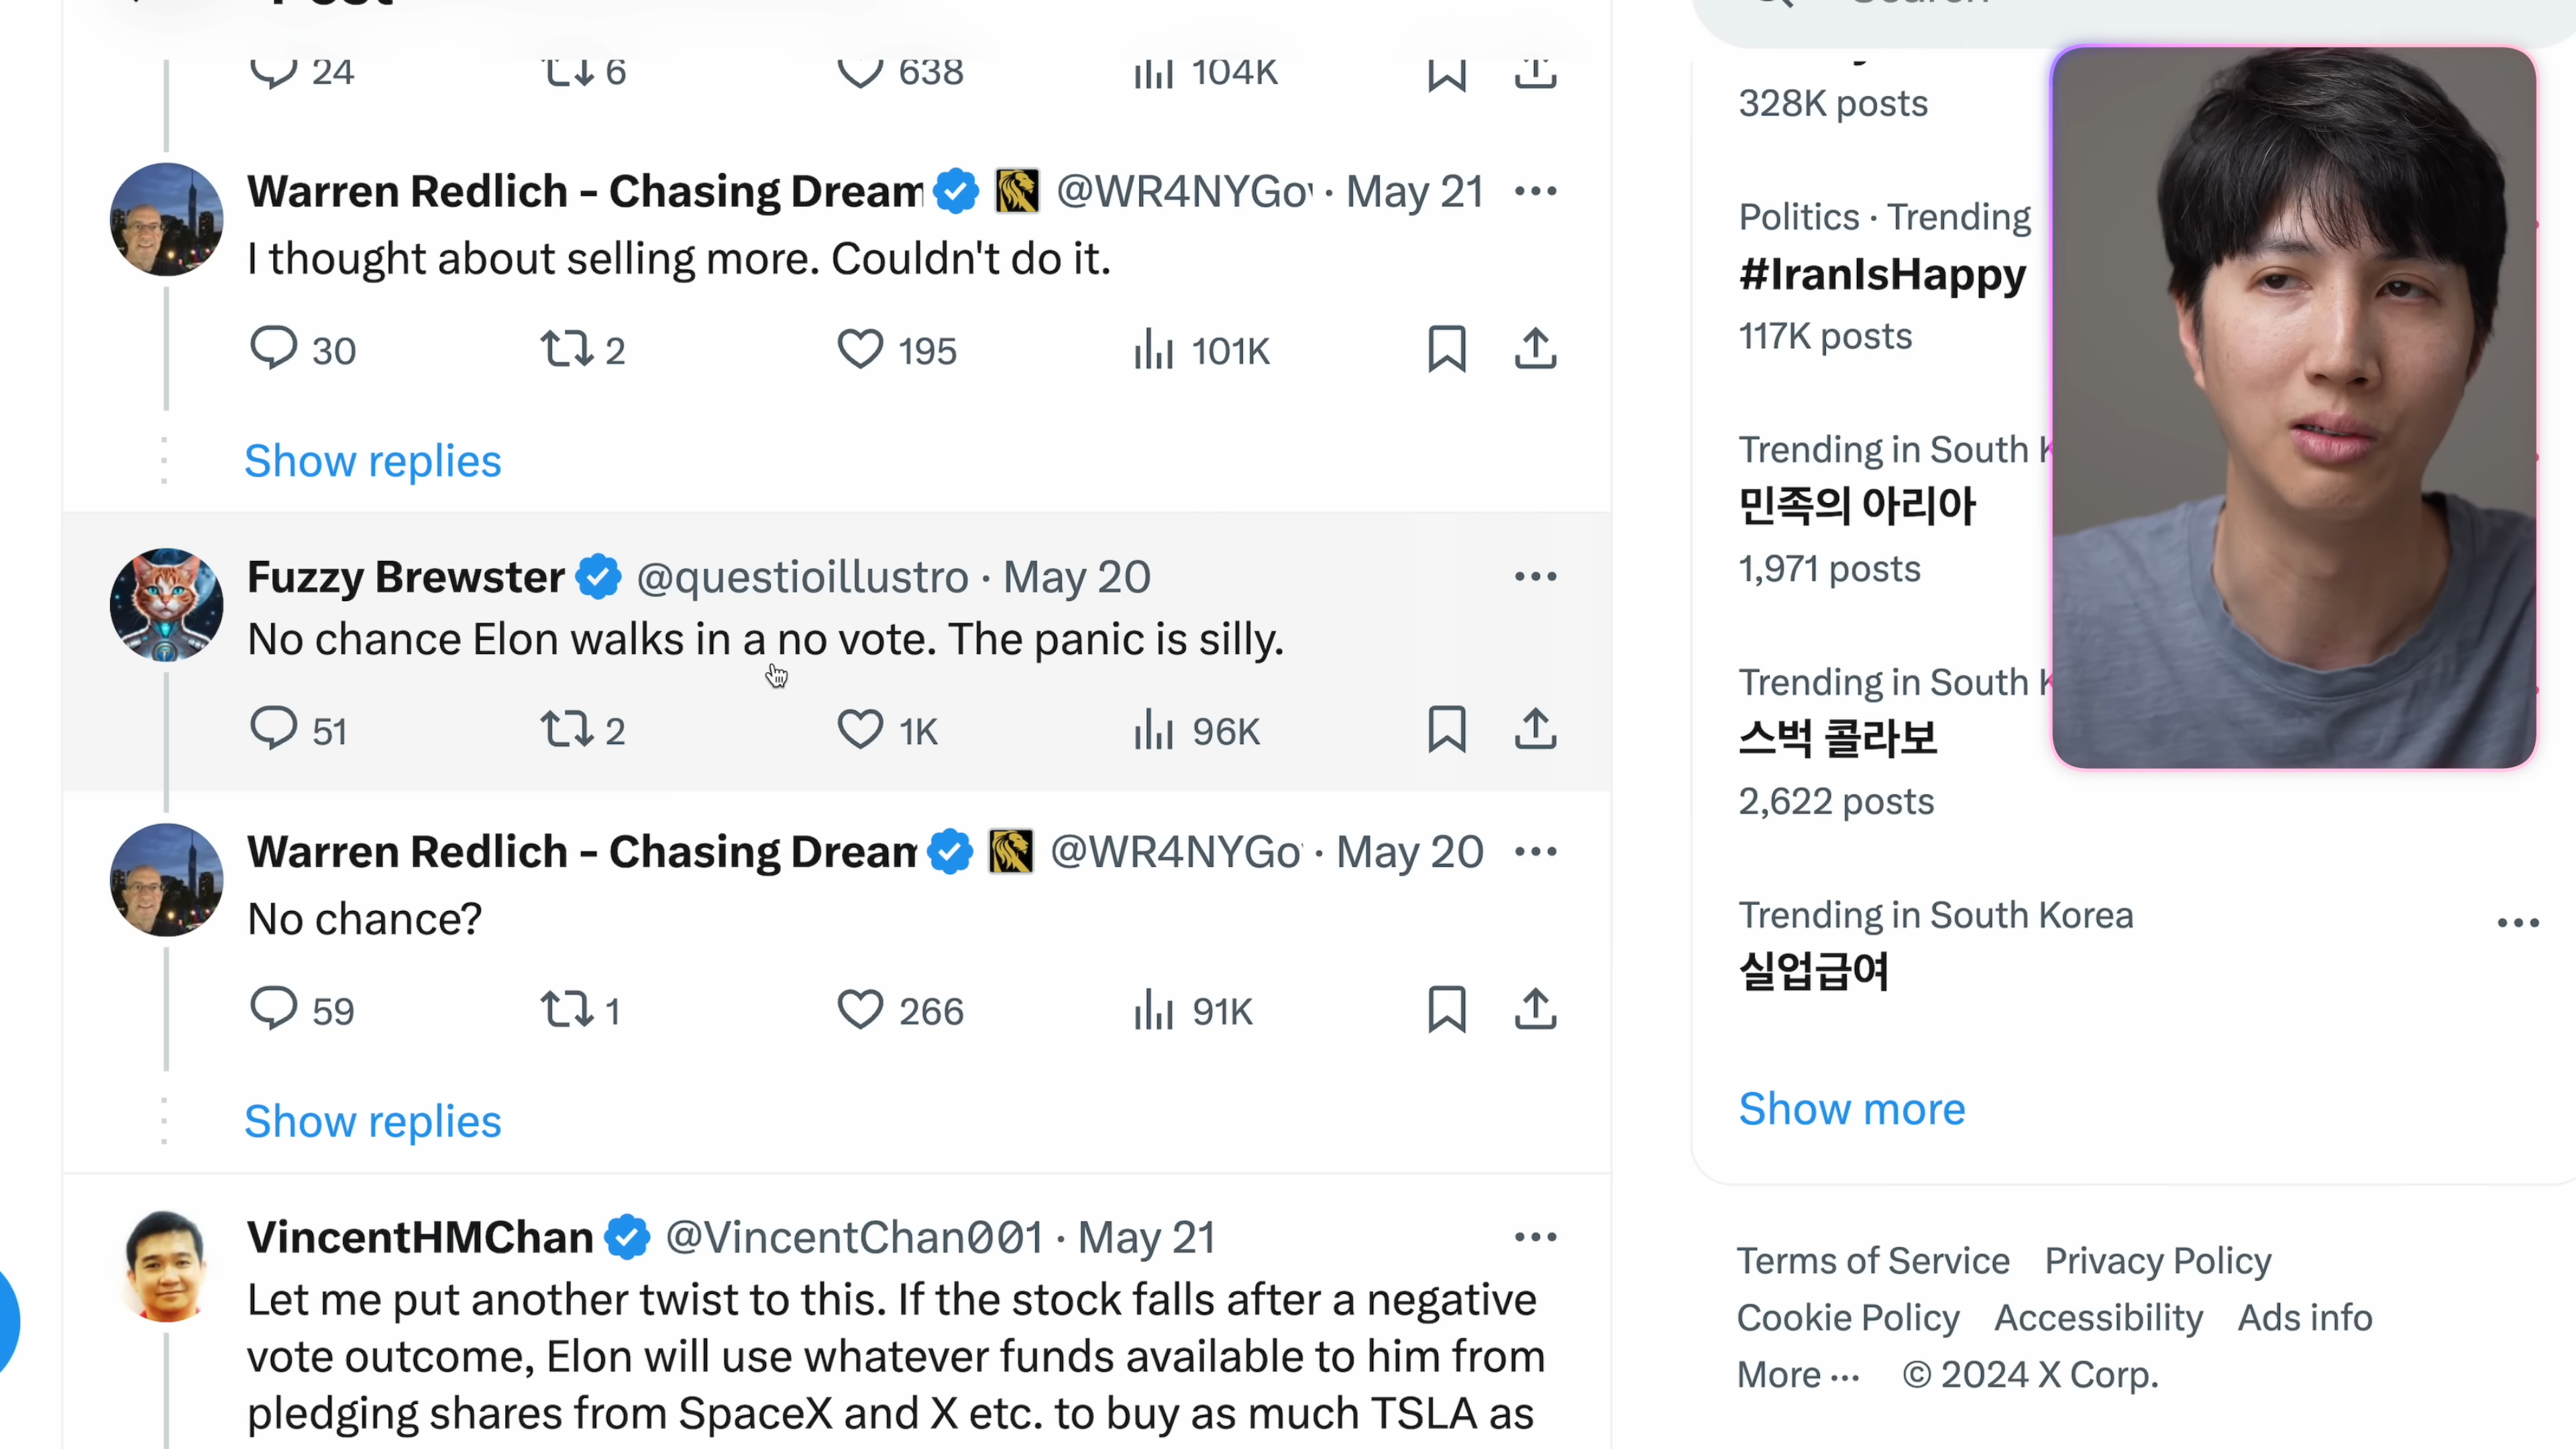 Post
24 6 638 104K
Warren Redlich - Chasing Dream @WR4NYGov · May 21
I thought about selling more. Couldn't do it.
30 2 195 101K
Show replies
Fuzzy Brewster @questioillustro · May 20
No chance Elon walks in a no vote. The panic is silly.
51 2 1K 96K
Warren Redlich - Chasing Dream @WR4NYGo · May 20
No chance?
59 1 266 91K
Show replies
VincentHMChan @VincentChan001 · May 21
Let me put another twist to this. If the stock falls after a negative
vote outcome, Elon will use whatever funds available to him from
pledging shares from SpaceX and X etc. to buy as much TSLA as
Search
328K posts
Politics · Trending
#IranIsHappy
117K posts
Trending in South
민족의 아리아
1,971 posts
Trending in South
스벅 콜라보
2,622 posts
Trending in South Korea
실업급여
Show more
Terms of Service Privacy Policy
Cookie Policy Accessibility Ads info
More ... © 2024 X Corp.